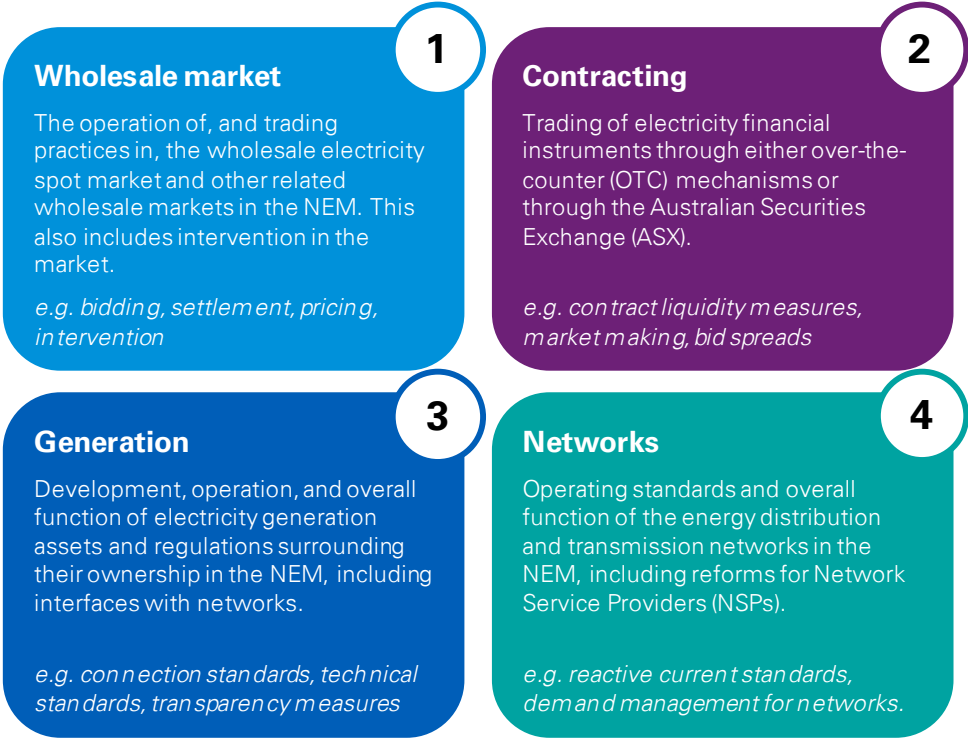 1
Wholesale market
The operation of, and trading
practices in, the wholesale electricity
spot market and other related
wholesale markets in the NEM. This
also includes intervention in the
market.
e.g. bidding, settlement, pricing,
intervention
2
Contracting
Trading of electricity financial
instruments through either over-the-
counter (OTC) mechanisms or
through the Australian Securities
Exchange (ASX).
e.g. contract liquidity measures,
market making, bid spreads
3
Generation
Development, operation, and overall
function of electricity generation
assets and regulations surrounding
their ownership in the NEM, including
interfaces with networks.
e.g. connection standards, technical
standards, transparency measures
4
Networks
Operating standards and overall
function of the energy distribution
and transmission networks in the
NEM, including reforms for Network
Service Providers (NSPs).
e.g. reactive current standards,
demand management for networks.